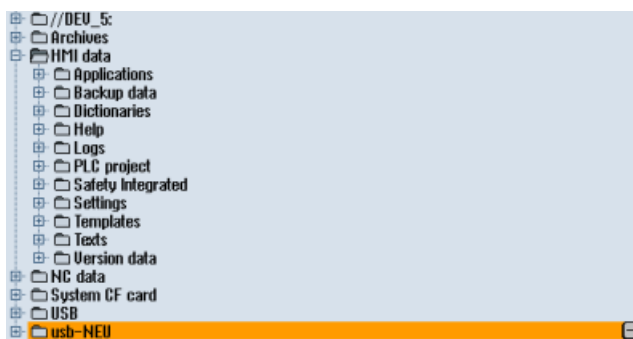 //DEV_5:
Archives
HMI data
Applications
Backup data
Dictionaries
Help
Logs
PLC project
Safety Integrated
Settings
Templates
Texts
Version data
NC data
System CF card
USB
usb-NEU